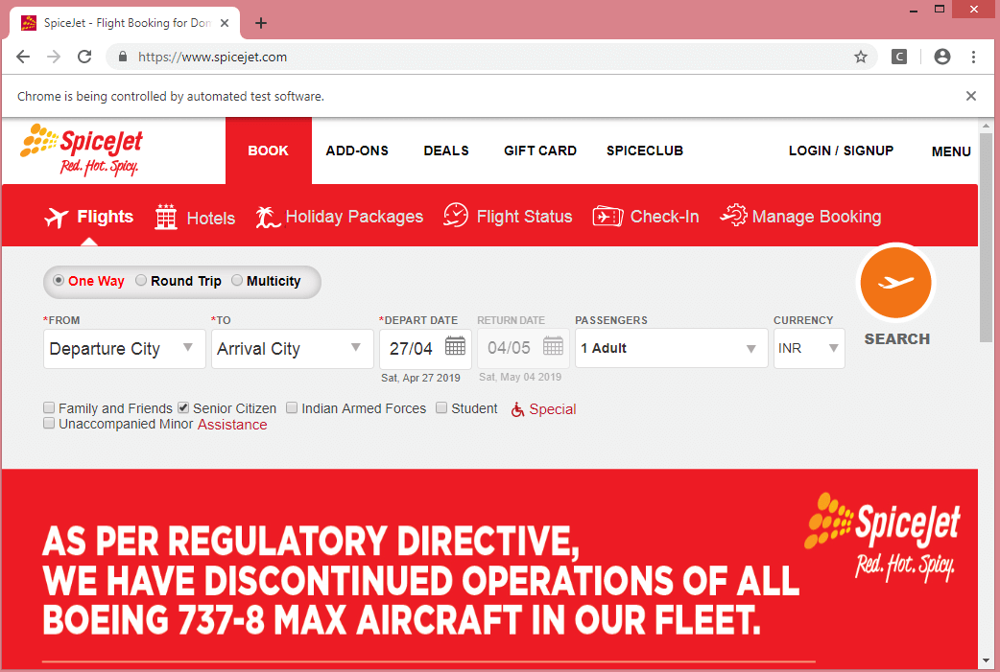 SpiceJet - Flight Booking for Dom
https://www.spicejet.com
C
Chrome is being controlled by automated test software.
SpiceJet
Red. Hot. Spicy.
BOOK ADD-ONS DEALS GIFT CARD SPICECLUB LOGIN / SIGNUP MENU
Flights Hotels Holiday Packages Flight Status Check-In Manage Booking
One Way Round Trip Multicity
*FROM *TO *DEPART DATE RETURN DATE PASSENGERS CURRENCY
Departure City Arrival City 27/04 04/05 1 Adult INR
SEARCH
Sat, Apr 27 2019 Sat, May 04 2019
Family and Friends Senior Citizen Indian Armed Forces Student Special
Unaccompanied Minor Assistance
SpiceJet
Red. Hot. Spicy.
AS PER REGULATORY DIRECTIVE,
WE HAVE DISCONTINUED OPERATIONS OF ALL
BOEING 737-8 MAX AIRCRAFT IN OUR FLEET.